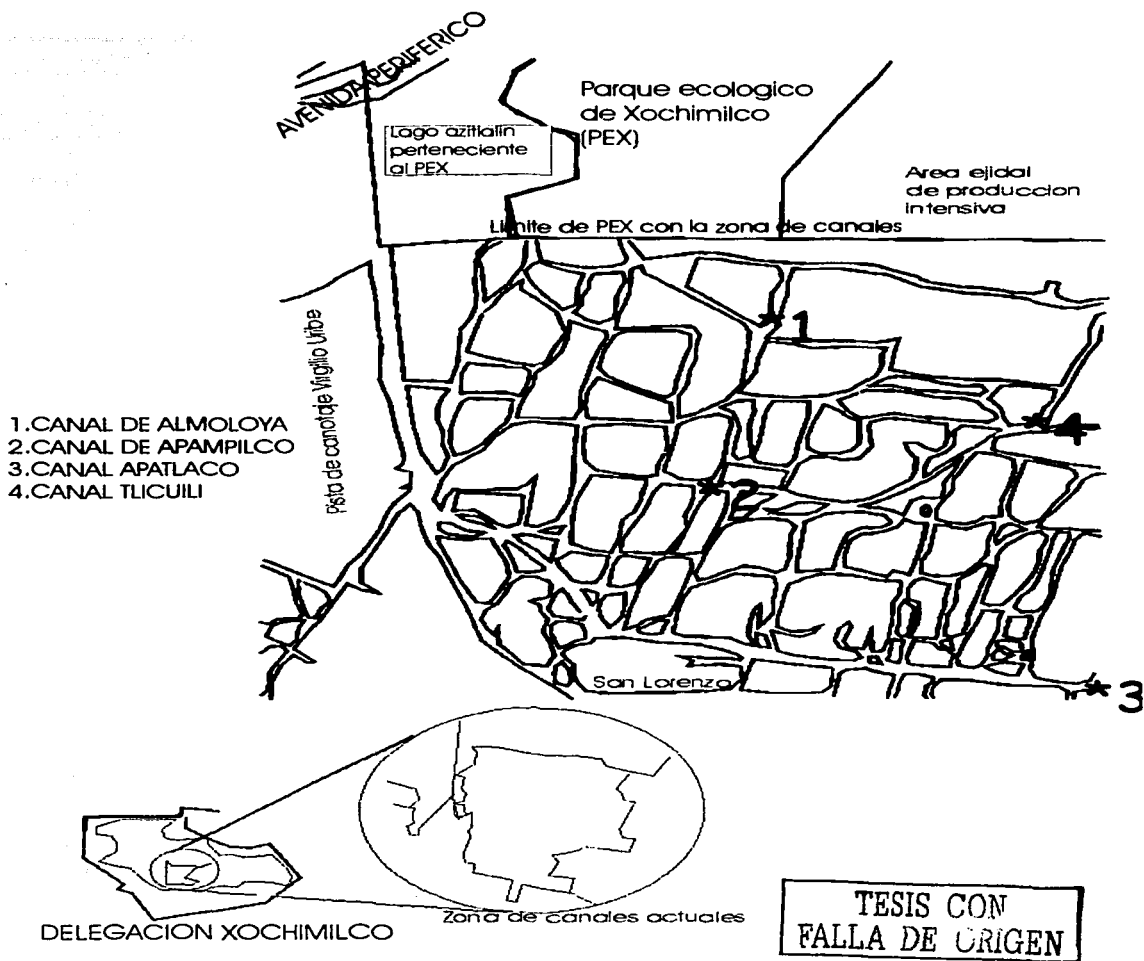 AVENIDA PERIFERICO
Parque ecologico
de Xochimilco
(PEX)
Lago azitlalin
perteneciente
al PEX
Area ejidal
de produccion
intensiva
Limite de PEX con la zona de canales
Pista de canotaje Virgilio Uribe
1.CANAL DE ALMOLOYA
2.CANAL DE APAMPILCO
3.CANAL APATLACO
4.CANAL TLICUILI
1
4
2
San Lorenzo
3
DELEGACION XOCHIMILCO
Zona de canales actuales
TESIS CON
FALLA DE ORIGEN